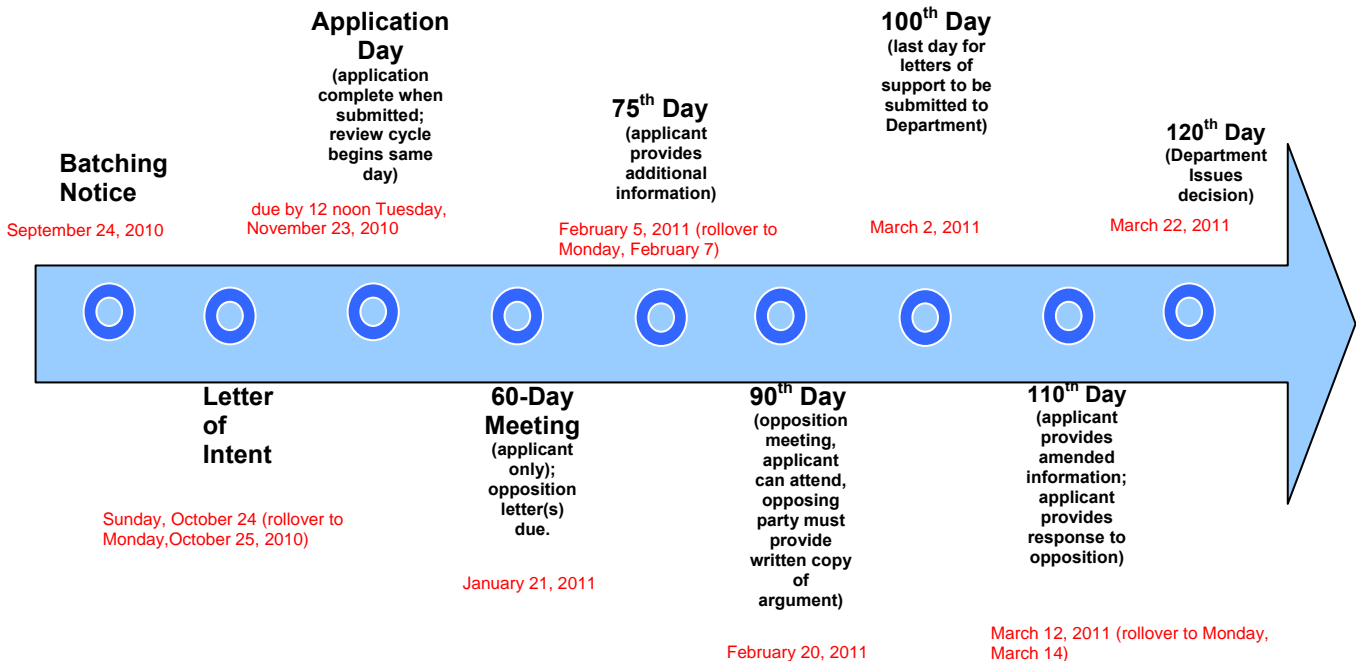 Batching
Notice
September 24, 2010
Letter
of
Intent
Sunday, October 24 (rollover to
Monday,October 25, 2010)
Application
Day
(application
complete when
submitted;
review cycle
begins same
day)
due by 12 noon Tuesday,
November 23, 2010
60-Day
Meeting
(applicant
only);
opposition
letter(s)
due.
January 21, 2011
75th Day
(applicant
provides
additional
information)
February 5, 2011 (rollover to
Monday, February 7)
90th Day
(opposition
meeting,
applicant
can attend,
opposing
party must
provide
written copy
of
argument)
February 20, 2011
100th Day
(last day for
letters of
support to be
submitted to
Department)
March 2, 2011
110th Day
(applicant
provides
amended
information;
applicant
provides
response to
opposition)
March 12, 2011 (rollover to Monday,
March 14)
120th Day
(Department
Issues
decision)
March 22, 2011